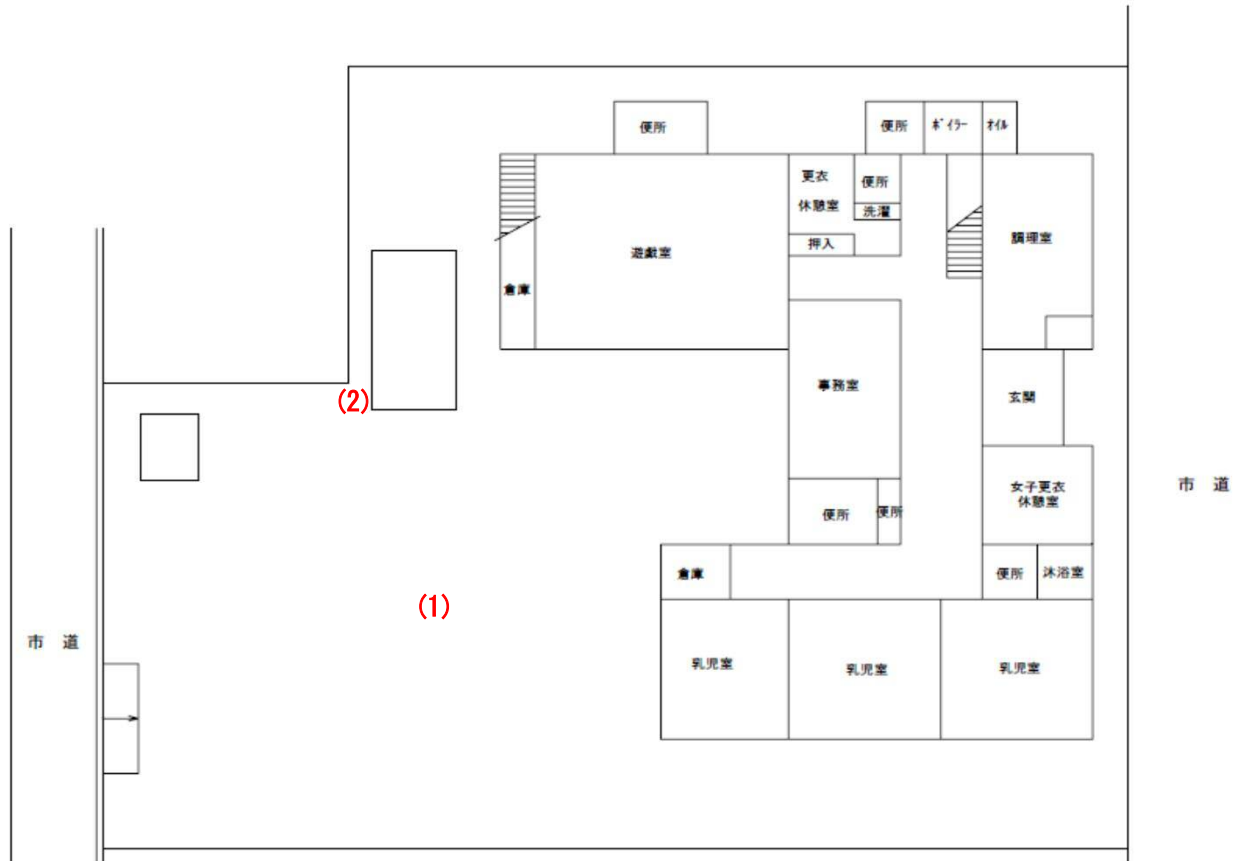 便所
便所
ボイラー
オイル
更衣
休憩室
便所
洗濯
押入
遊戯室
調理室
倉庫
事務室
玄関
(2)
女子更衣
休憩室
市 道
便所
便所
倉庫
便所
沐浴室
(1)
市 道
乳児室
乳児室
乳児室